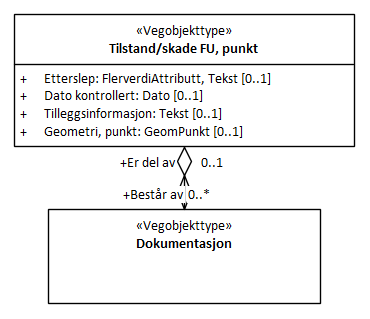 «Vegobjekttype»
Tilstand/skade FU, punkt
+ Etterslep: FlerverdiAttributt, Tekst [0..1]
+ Dato kontrollert: Dato [0..1]
+ Tilleggsinformasjon: Tekst [0..1]
+ Geometri, punkt: GeomPunkt [0..1]
+Er del av 0..1
+Består av 0..*
«Vegobjekttype»
Dokumentasjon